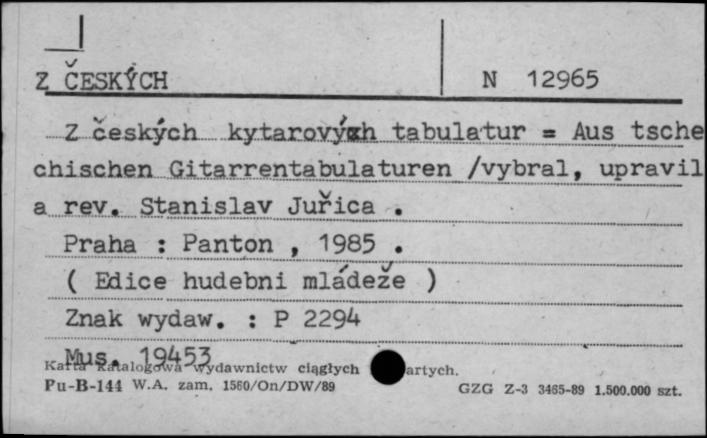 Z ČESKÝCH
N 12965
Z českých kytarových tabulatur = Aus tsche
chischen Gitarrentabulaturen /vybral, upravil
a rev. Stanislav Juřica .
Praha : Panton , 1985 .
( Edice hudebni mládeže )
Znak wydaw. : P 2294
Mus. 19453
Karta katalogowa wydawnictw ciągłych artych.
Pu-B-144 W.A. zam. 1560/On/DW/89
GZG Z-3 3465-89 1.500.000 szt.